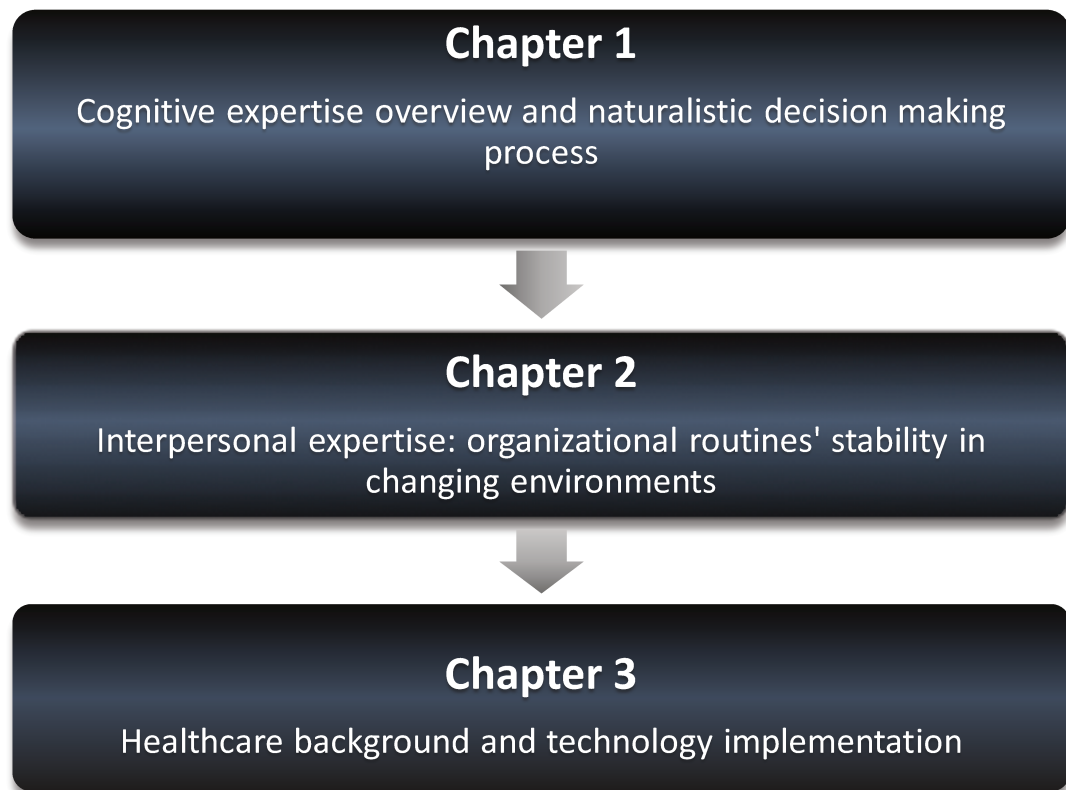 Chapter 1
Cognitive expertise overview and naturalistic decision making
process
Chapter 2
Interpersonal expertise: organizational routines' stability in
changing environments
Chapter 3
Healthcare background and technology implementation